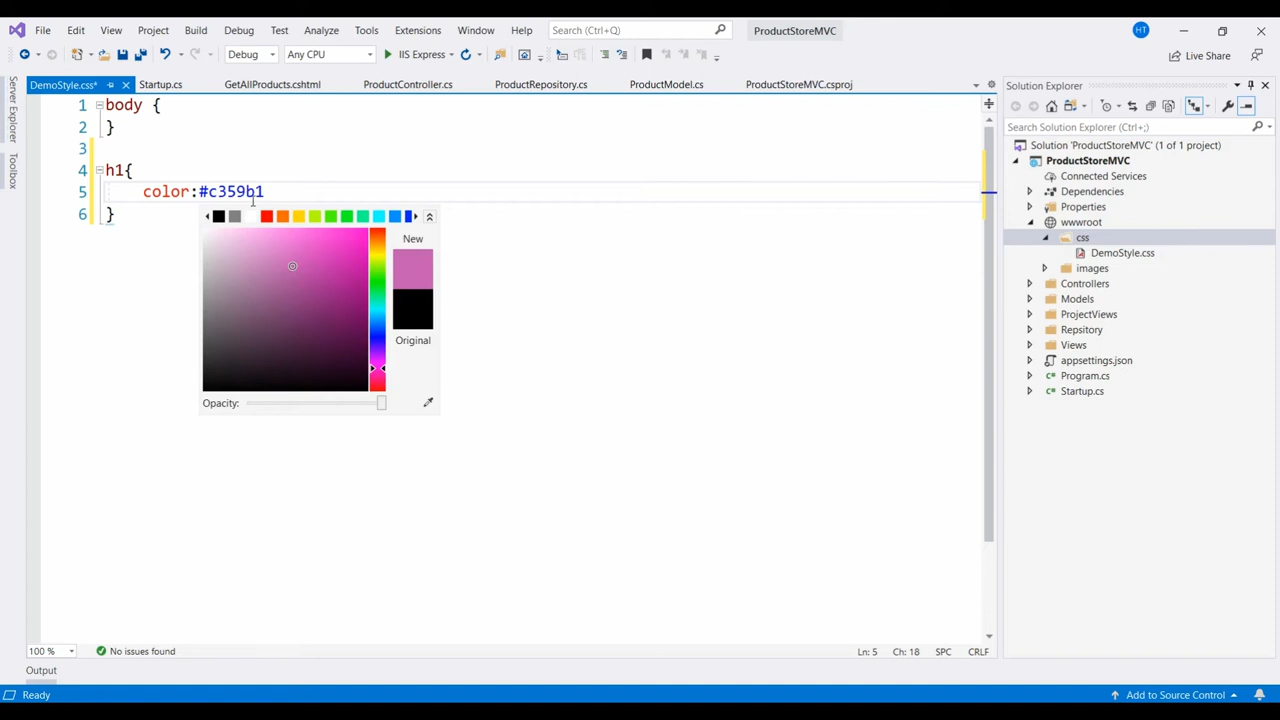 File Edit View Project Build Debug Test Analyze Tools Extensions Window Help Search (Ctrl+Q) ProductStoreMVC HT
Debug Any CPU IIS Express Live Share
Server Explorer
Toolbox
DemoStyle.css* Startup.cs GetAllProducts.cshtml ProductController.cs ProductRepository.cs ProductModel.cs ProductStoreMVC.csproj
1 body {
2 }
3
4 h1{
5 color:#c359b1
6 }
New
Original
Opacity:
100 % No issues found Ln: 5 Ch: 18 SPC CRLF
Output
Solution Explorer
Search Solution Explorer (Ctrl+;)
Solution 'ProductStoreMVC' (1 of 1 project)
ProductStoreMVC
Connected Services
Dependencies
Properties
wwwroot
css
DemoStyle.css
images
Controllers
Models
ProjectViews
Repsitory
Views
appsettings.json
Program.cs
Startup.cs
Ready Add to Source Control